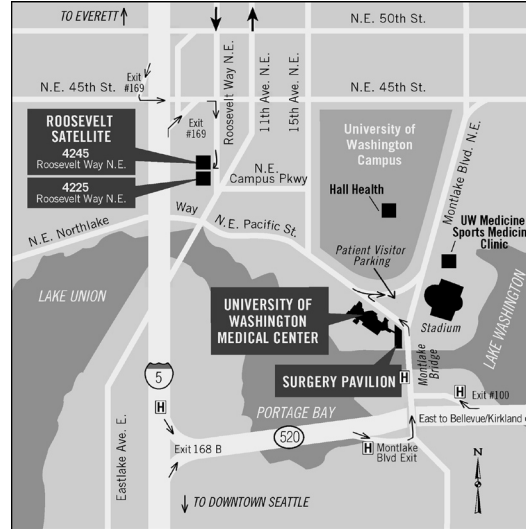 TO EVERETT
N.E. 50th St.
Roosevelt Way N.E.
11th Ave. N.E.
15th Ave. N.E.
N.E. 45th St.
Exit
#169
N.E. 45th St.
Montlake Blvd. N.E.
ROOSEVELT
SATELLITE
4245
Roosevelt Way N.E.
4225
Roosevelt Way N.E.
Exit
#169
University of
Washington
Campus
N.E.
Campus Pkwy
Hall Health
N.E. Northlake
Way
N.E. Pacific St.
UW Medicine
Sports Medicine
Clinic
Patient Visitor
Parking
LAKE UNION
UNIVERSITY OF
WASHINGTON
MEDICAL CENTER
Stadium
LAKE WASHINGTON
SURGERY PAVILION
Montlake
Bridge
H
H
Exit #100
5
H
PORTAGE BAY
East to Bellevue/Kirkland
Eastlake Ave. E.
520
Exit 168 B
H
Montlake
Blvd Exit
N
TO DOWNTOWN SEATTLE